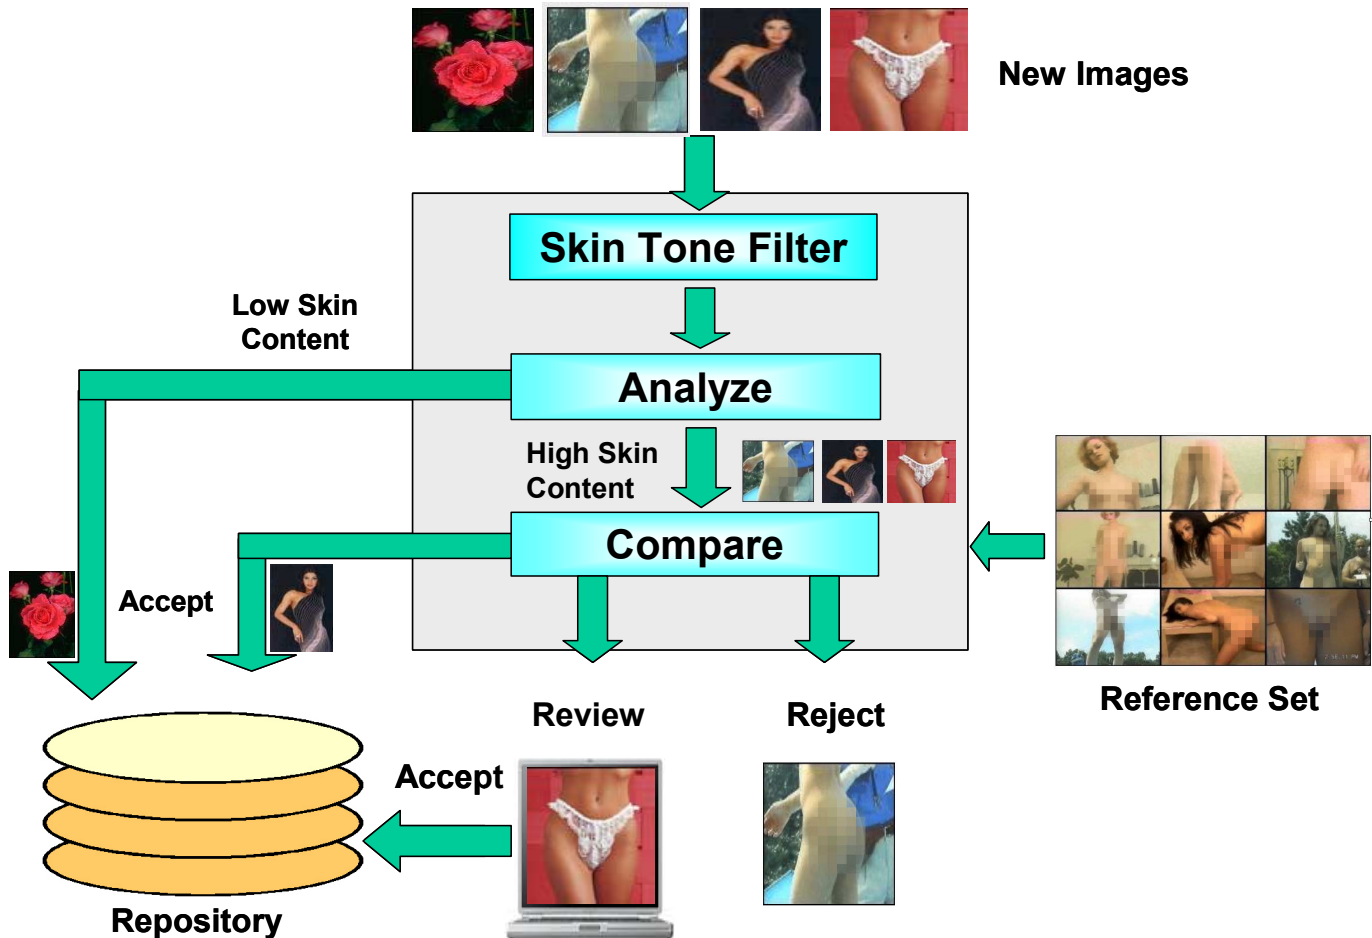 New Images
Skin Tone Filter
Low Skin
Content
Analyze
High Skin
Content
Compare
Accept
Reference Set
Review
Reject
Accept
Repository